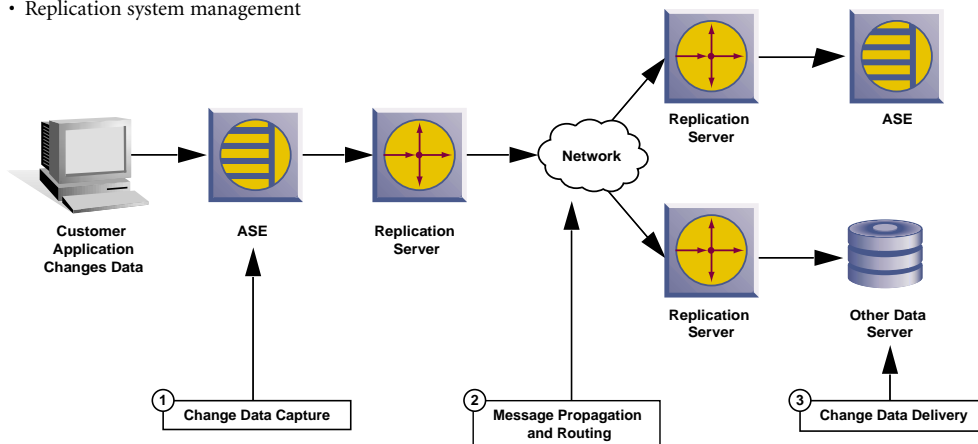 • Replication system management
Replication
Server
ASE
Network
Customer
Application
Changes Data
ASE
Replication
Server
Replication
Server
Other Data
Server
1
Change Data Capture
2
Message Propagation
and Routing
3
Change Data Delivery